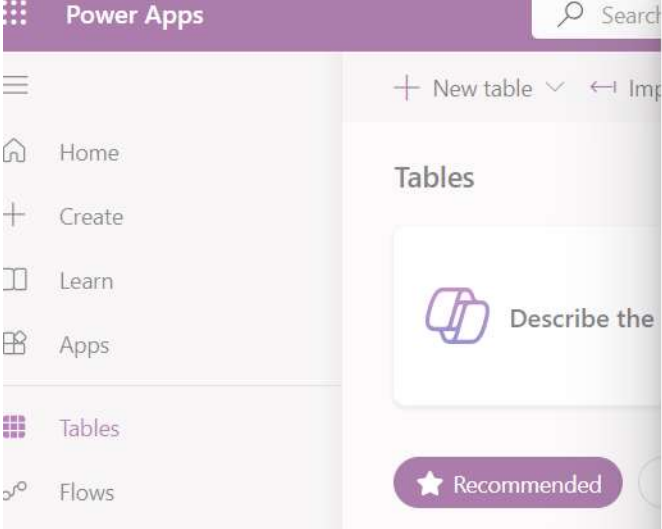 Power Apps
Search
New table
Imp
Home
Create
Learn
Apps
Tables
Flows
Tables
Describe the
Recommended